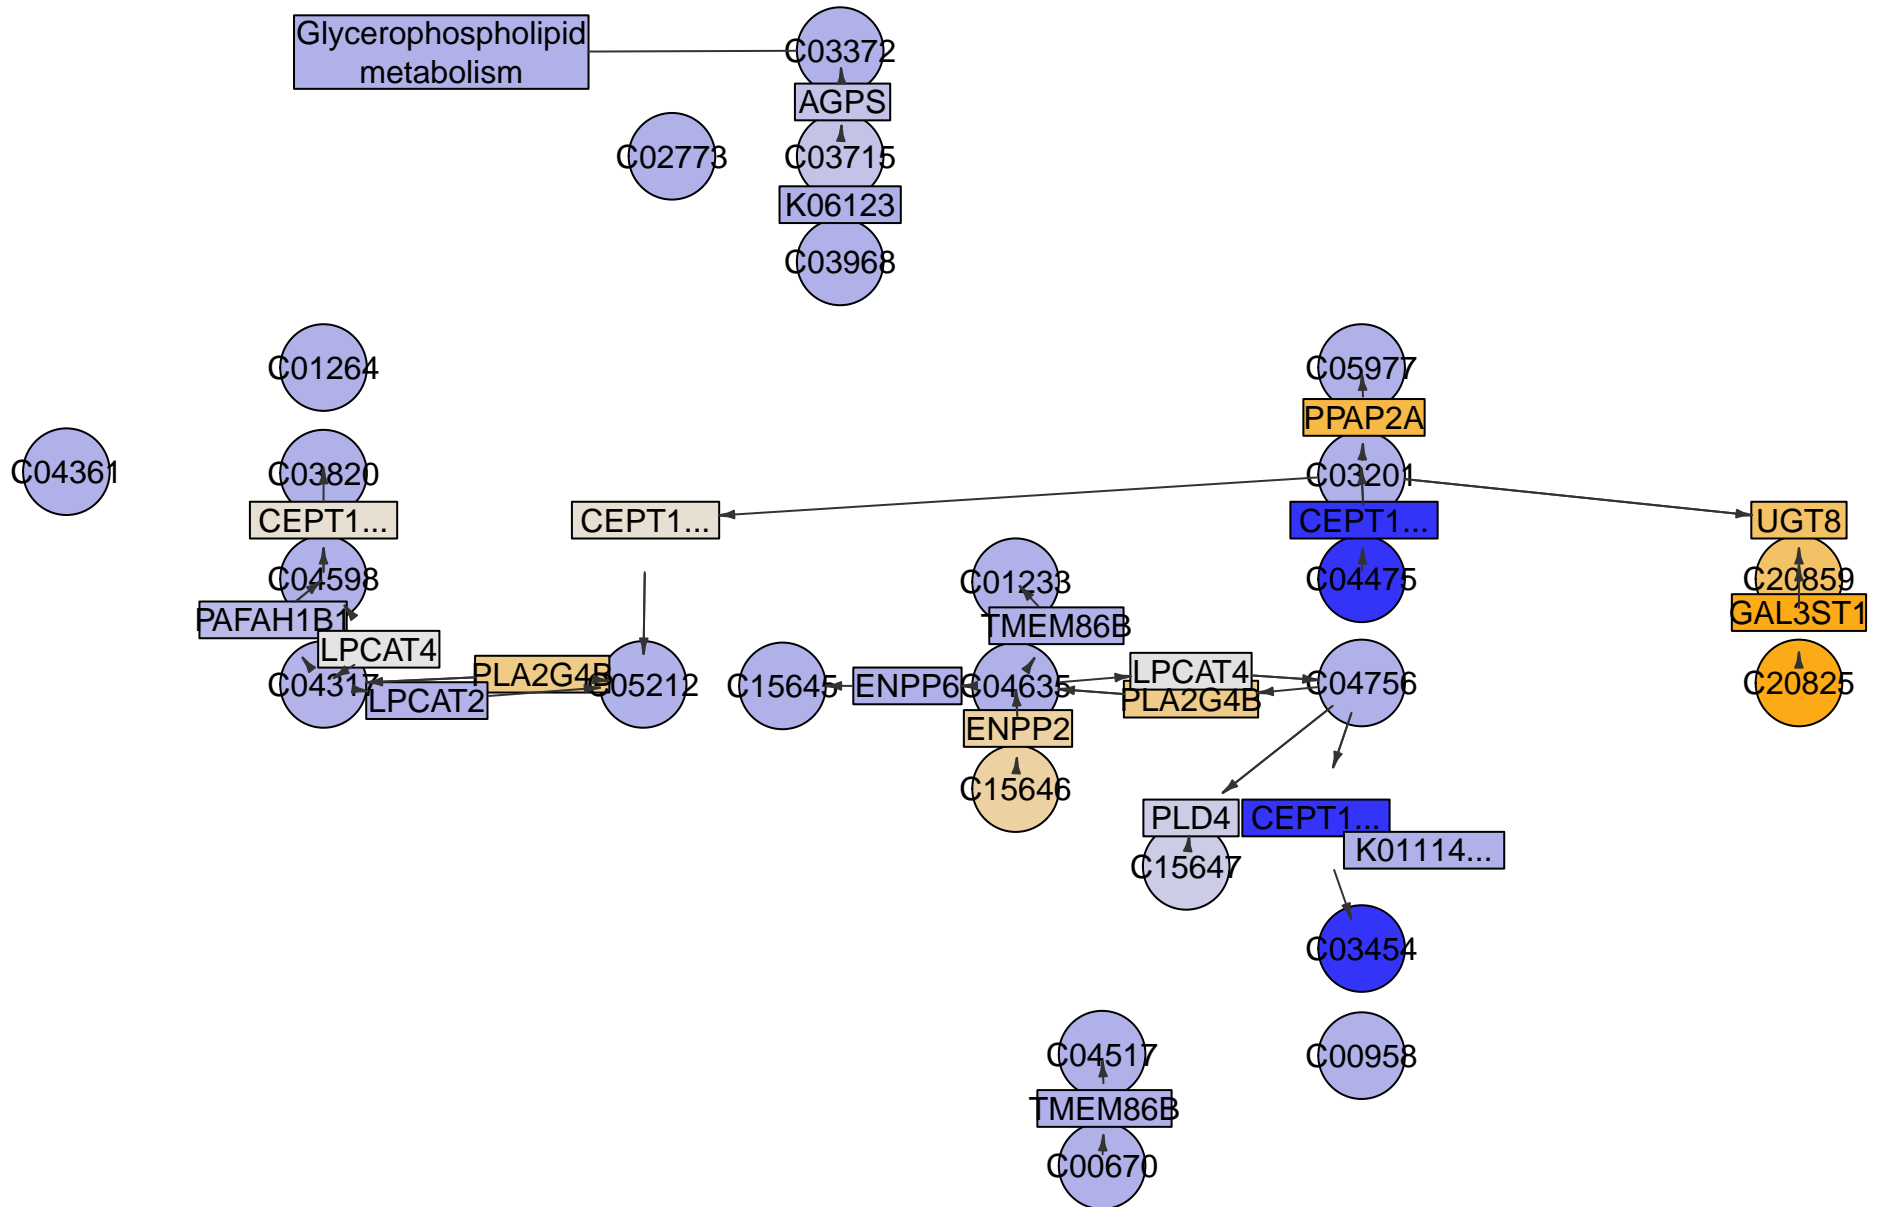 Glycerophospholipid
metabolism
C03372
AGPS
C02773
C03715
K06123
C03968
C01264
C05977
PPAP2A
C04361
C03820
C03201
CEPT1...
CEPT1...
CEPT1...
UGT8
C04598
C01233
C04475
C20859
PAFAH1B1
TMEM86B
GAL3ST1
LPCAT4
C04317
PLA2G4B
LPCAT2
C05212
C15645
ENPP6
C04635
LPCAT4
PLA2G4B
C04756
C20825
ENPP2
C15646
PLD4
CEPT1...
K01114...
C15647
C03454
C04517
C00958
TMEM86B
C00670